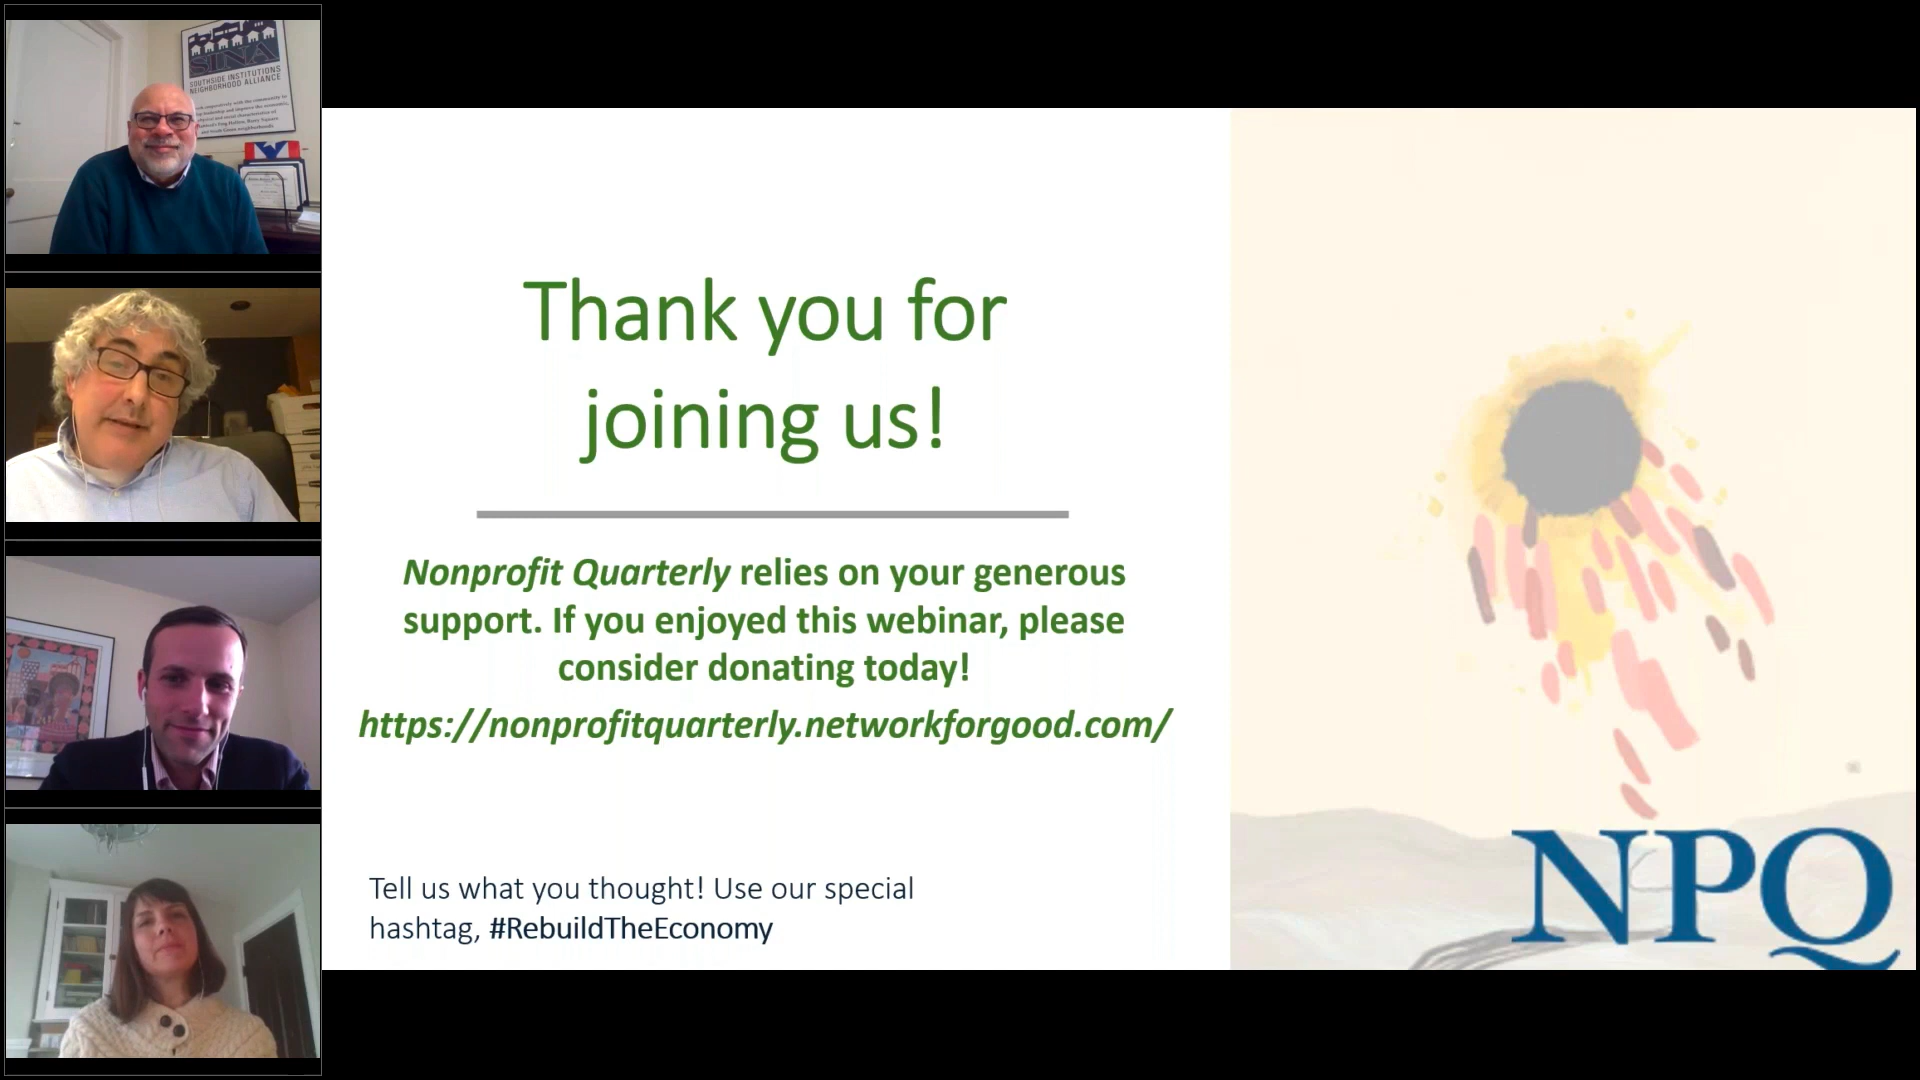 SINA
SOUTHSIDE INSTITUTIONS
NEIGHBORHOOD ALLIANCE
Thank you for
joining us!
Nonprofit Quarterly relies on your generous
support. If you enjoyed this webinar, please
consider donating today!
https://nonprofitquarterly.networkforgood.com/
Tell us what you thought! Use our special
hashtag, #RebuildTheEconomy
NPQ